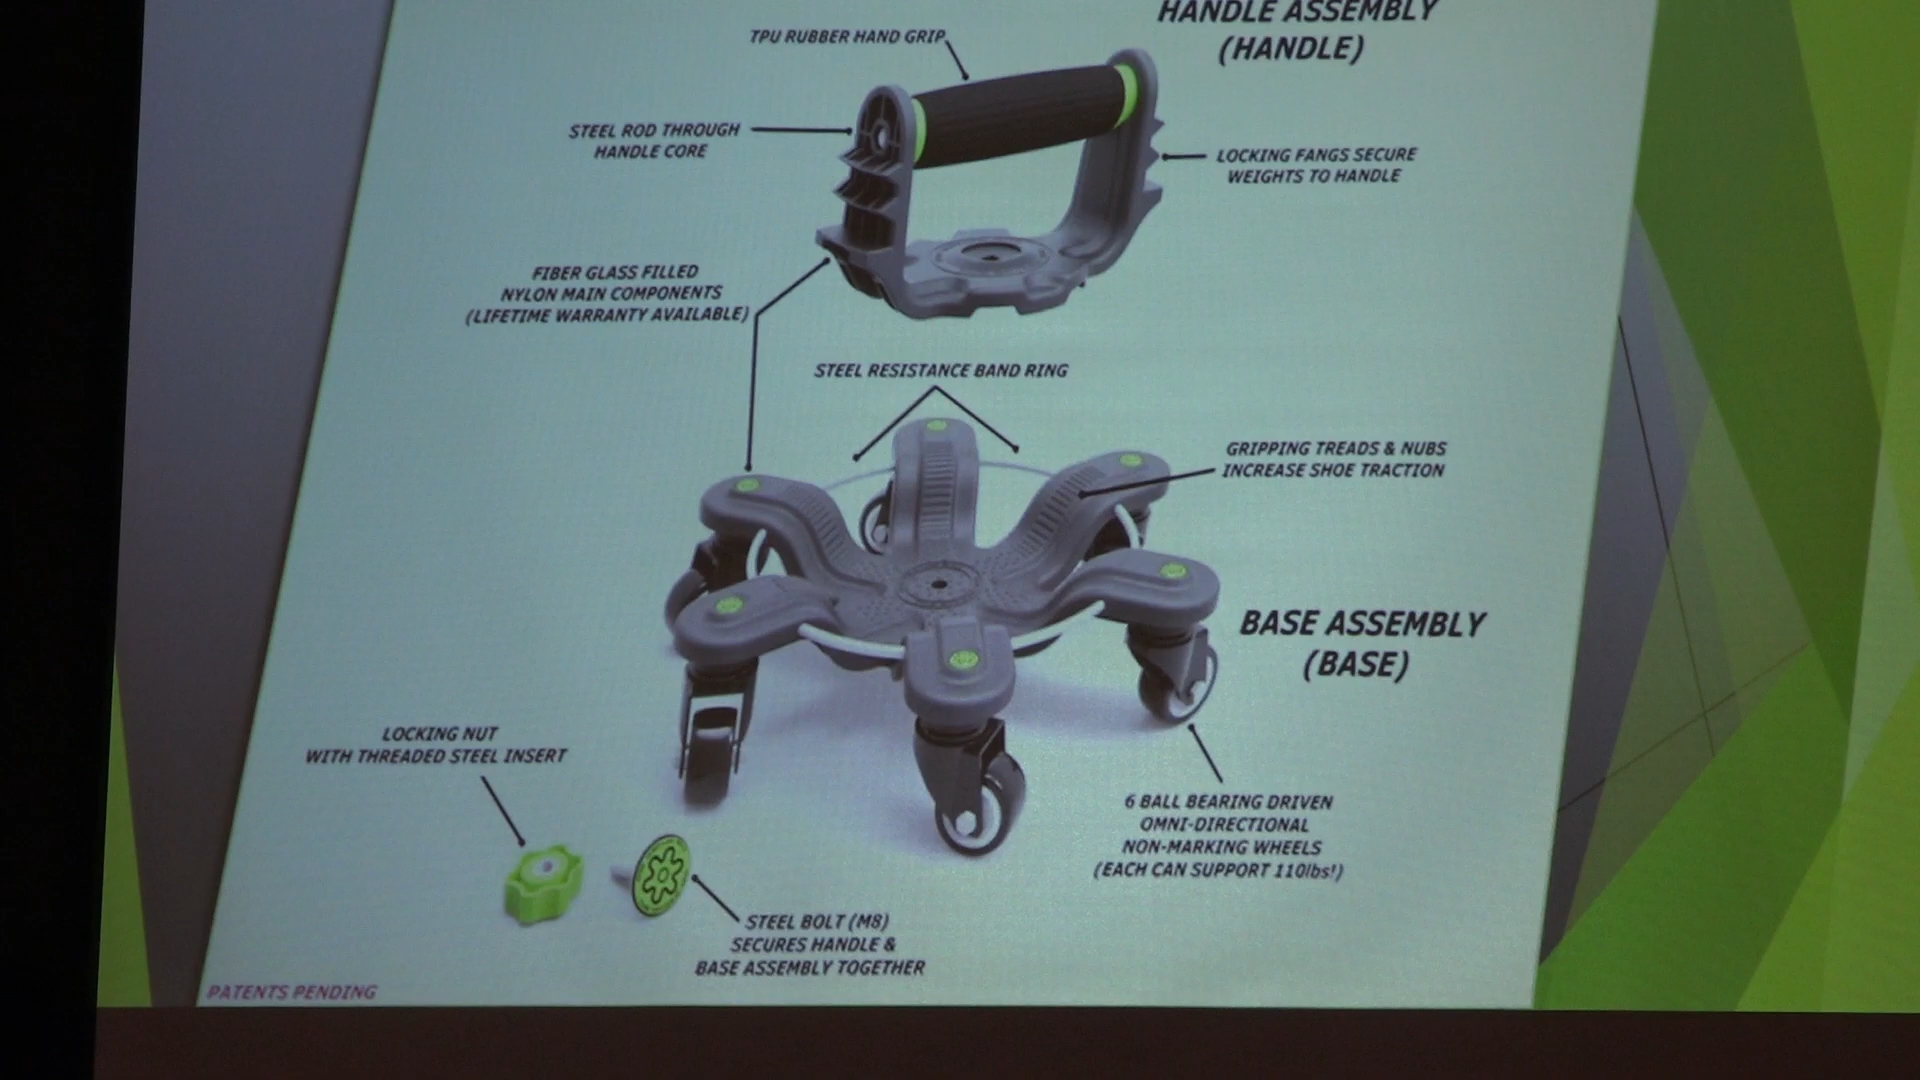 HANDLE ASSEMBLY
(HANDLE)
TPU RUBBER HAND GRIP
STEEL ROD THROUGH
HANDLE CORE
LOCKING FANGS SECURE
WEIGHTS TO HANDLE
FIBER GLASS FILLED
NYLON MAIN COMPONENTS
(LIFETIME WARRANTY AVAILABLE)
STEEL RESISTANCE BAND RING
GRIPPING TREADS & NUBS
INCREASE SHOE TRACTION
BASE ASSEMBLY
(BASE)
LOCKING NUT
WITH THREADED STEEL INSERT
6 BALL BEARING DRIVEN
OMNI-DIRECTIONAL
NON-MARKING WHEELS
(EACH CAN SUPPORT 110lbs!)
STEEL BOLT (M8)
SECURES HANDLE &
BASE ASSEMBLY TOGETHER
PATENTS PENDING